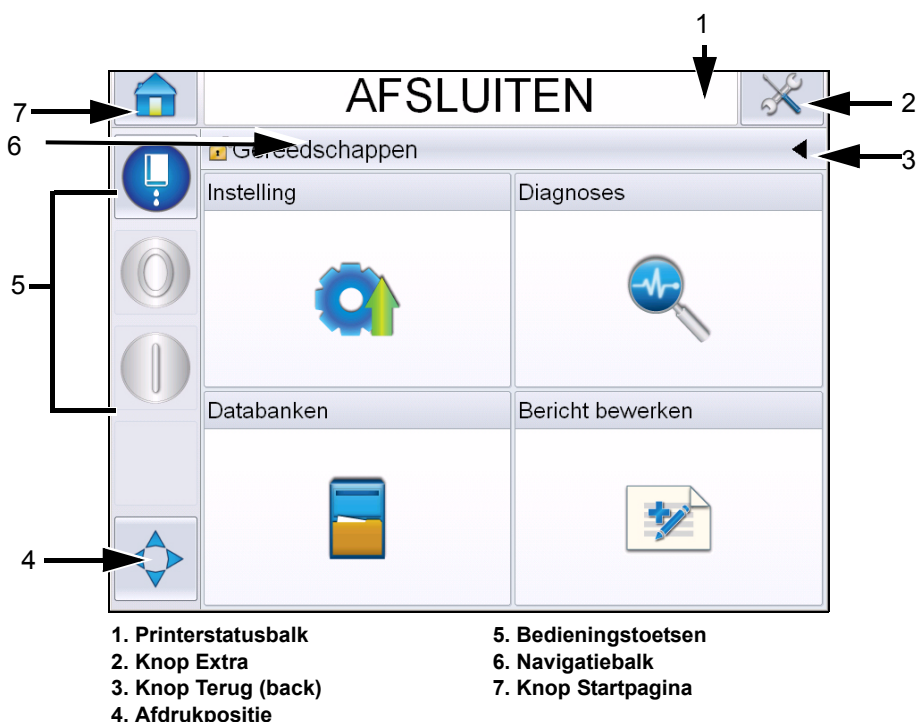 1
AFSLUITEN
2
7
6
Gereedschappen
3
Instelling
Diagnoses
5
Databanken
Bericht bewerken
4
1. Printerstatusbalk
2. Knop Extra
3. Knop Terug (back)
4. Afdrukpositie
5. Bedieningstoetsen
6. Navigatiebalk
7. Knop Startpagina